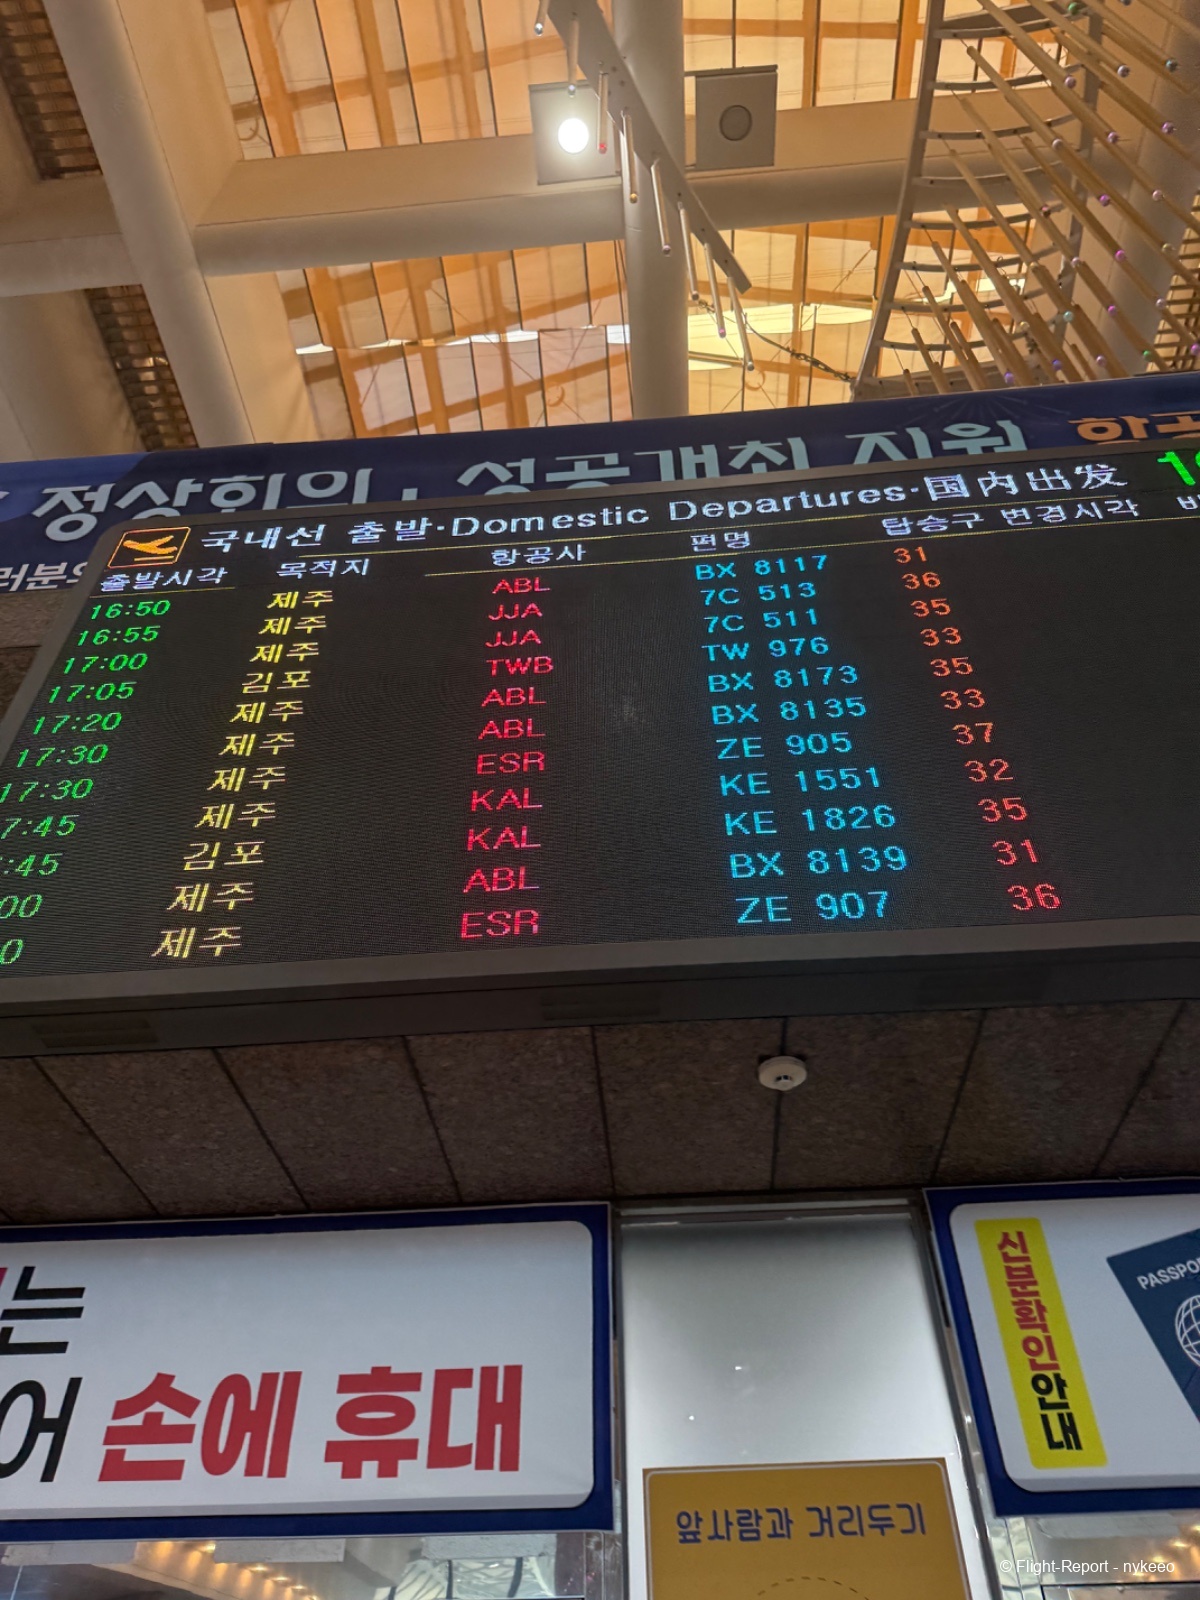 정상회의 · 성공개최 지원
국내선 출발·Domestic Departures·国内出发
출발시각 목적지 항공사 편명 탑승구 변경시각
16:50 제주 ABL BX 8117 31
16:55 제주 JJA 7C 513 36
17:00 제주 JJA 7C 511 35
17:05 김포 TWB TW 976 33
17:20 제주 ABL BX 8173 35
17:30 제주 ABL BX 8135 33
17:30 제주 ESR ZE 905 37
7:45 제주 KAL KE 1551 32
:45 김포 KAL KE 1826 35
00 제주 ABL BX 8139 31
0 제주 ESR ZE 907 36
는
어 손에 휴대
신분확인안내
PASSPO
앞사람과 거리두기
© Flight-Report - nykeeo